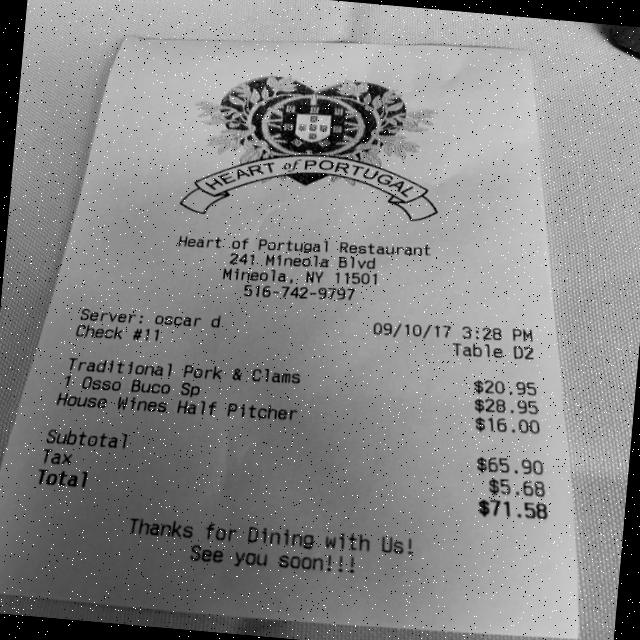 HEART of PORTUGAL
Heart of Portugal Restaurant
241 Mineola Blvd
Mineola, NY 11501
516-742-9797
Server: oscar d 09/10/17 3:28 PM
Check #11 Table D2
Traditional Pork & Clams $20.95
1 Osso Buco Sp $28.95
House Wines Half Pitcher $16.00
Subtotal $65.90
Tax $5.68
Total $71.58
Thanks for Dining with Us!
See you soon!!!